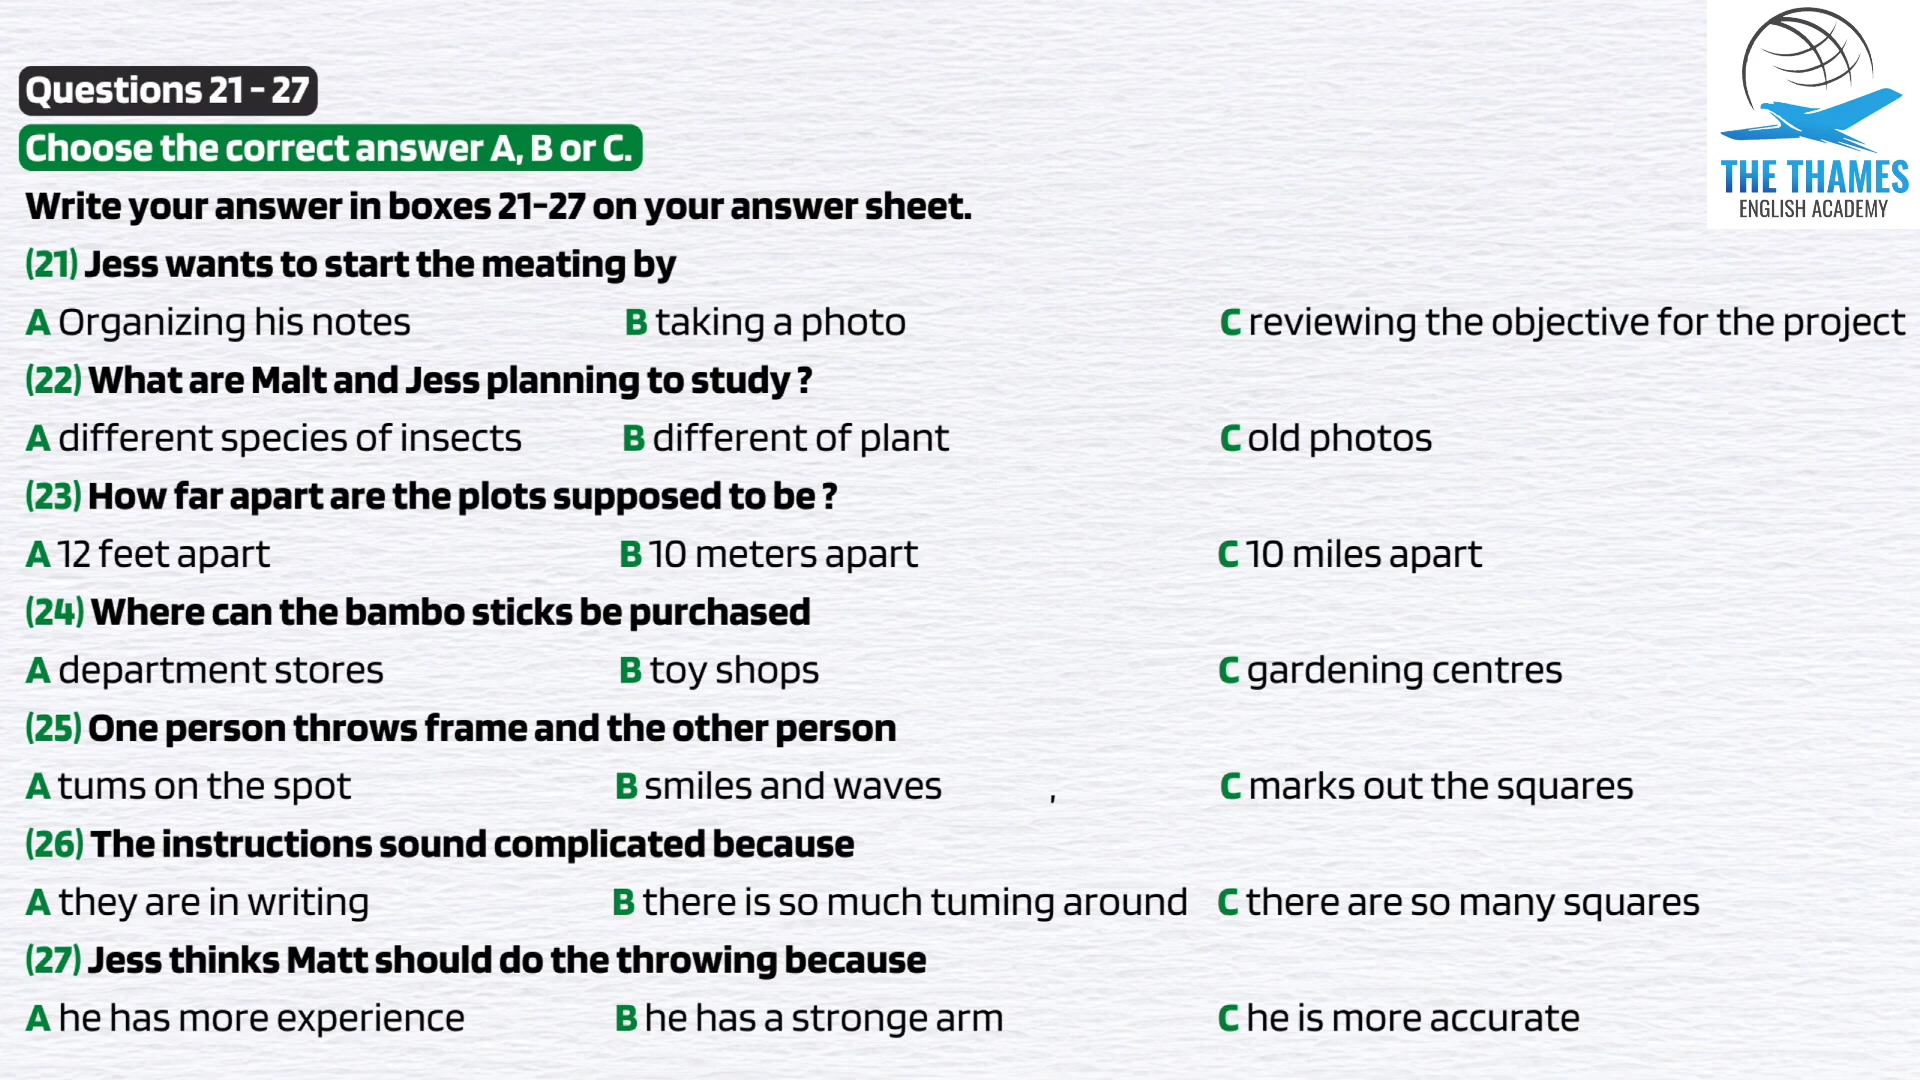 THE THAMES
ENGLISH ACADEMY
Questions 21 - 27
Choose the correct answer A, B or C.
Write your answer in boxes 21-27 on your answer sheet.
(21) Jess wants to start the meating by
A Organizing his notes B taking a photo C reviewing the objective for the project
(22) What are Malt and Jess planning to study ?
A different species of insects B different of plant C old photos
(23) How far apart are the plots supposed to be ?
A 12 feet apart B 10 meters apart C 10 miles apart
(24) Where can the bambo sticks be purchased
A department stores B toy shops C gardening centres
(25) One person throws frame and the other person
A tums on the spot B smiles and waves , C marks out the squares
(26) The instructions sound complicated because
A they are in writing B there is so much tuming around C there are so many squares
(27) Jess thinks Matt should do the throwing because
A he has more experience B he has a stronge arm C he is more accurate